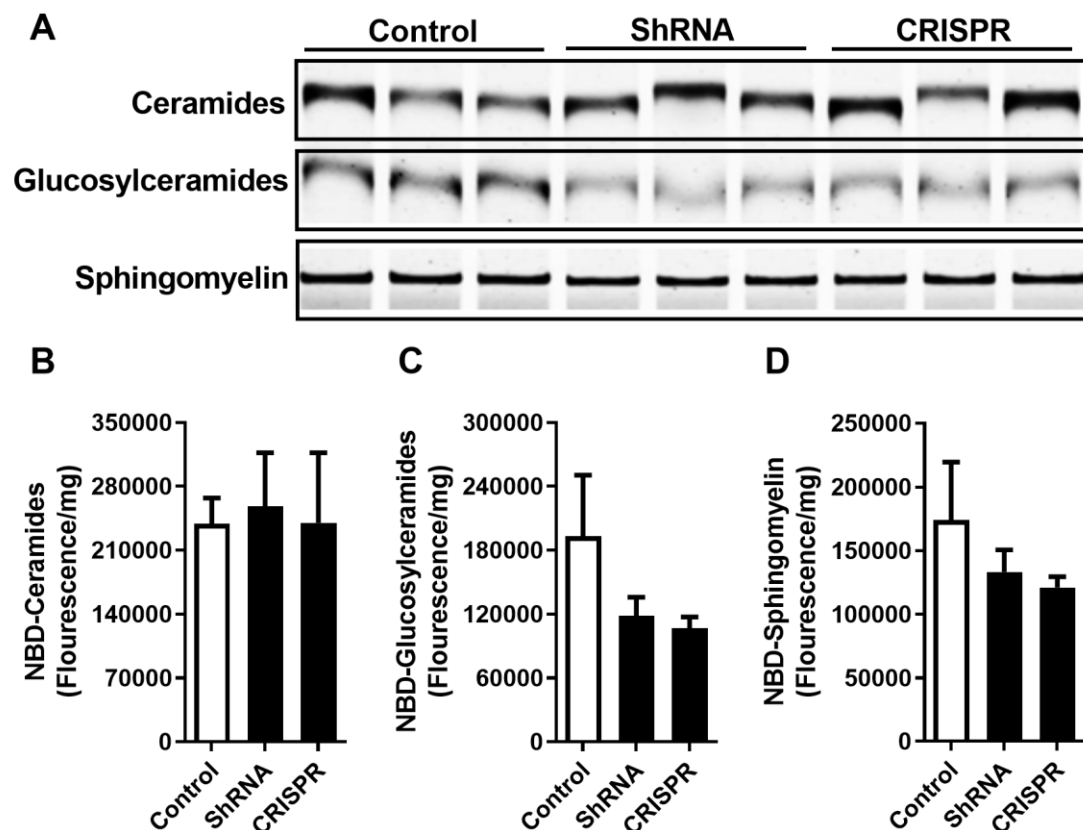 A
Control ShRNA CRISPR
Ceramides
Glucosylceramides
Sphingomyelin
B
NBD-Ceramides
(Flourescence/mg)
350000
280000
210000
140000
70000
0
Control ShRNA CRISPR
C
NBD-Glucosylceramides
(Flourescence/mg)
300000
240000
180000
120000
60000
0
Control ShRNA CRISPR
D
NBD-Sphingomyelin
(Flourescence/mg)
250000
200000
150000
100000
50000
0
Control ShRNA CRISPR